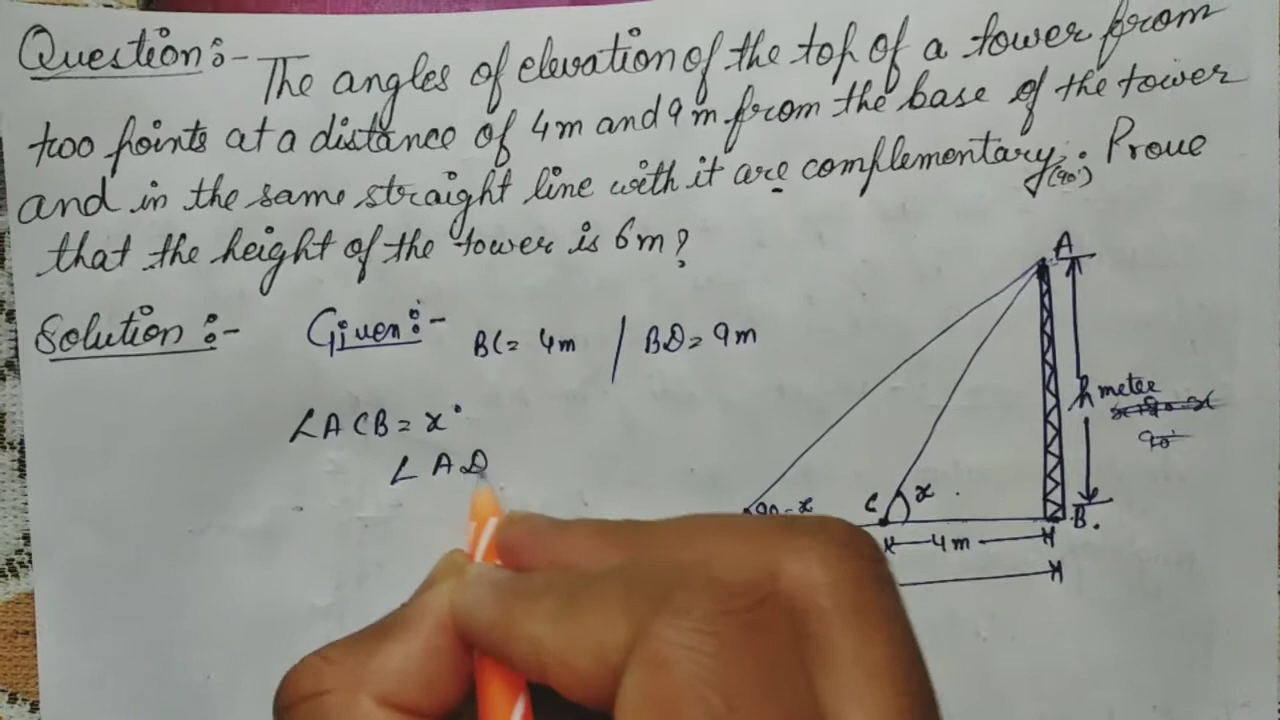 Question:- The angles of elevation of the top of a tower from
two points at a distance of 4m and 9m from the base of the tower
and in the same straight line with it are complementary. Prove
(90°)
that the height of the tower is 6m?
Solution:- Given:- BC= 4m / BD= 9m
∠ACB = x°
∠AD
A
h meter
90°
90-x
C
x
B.
4m